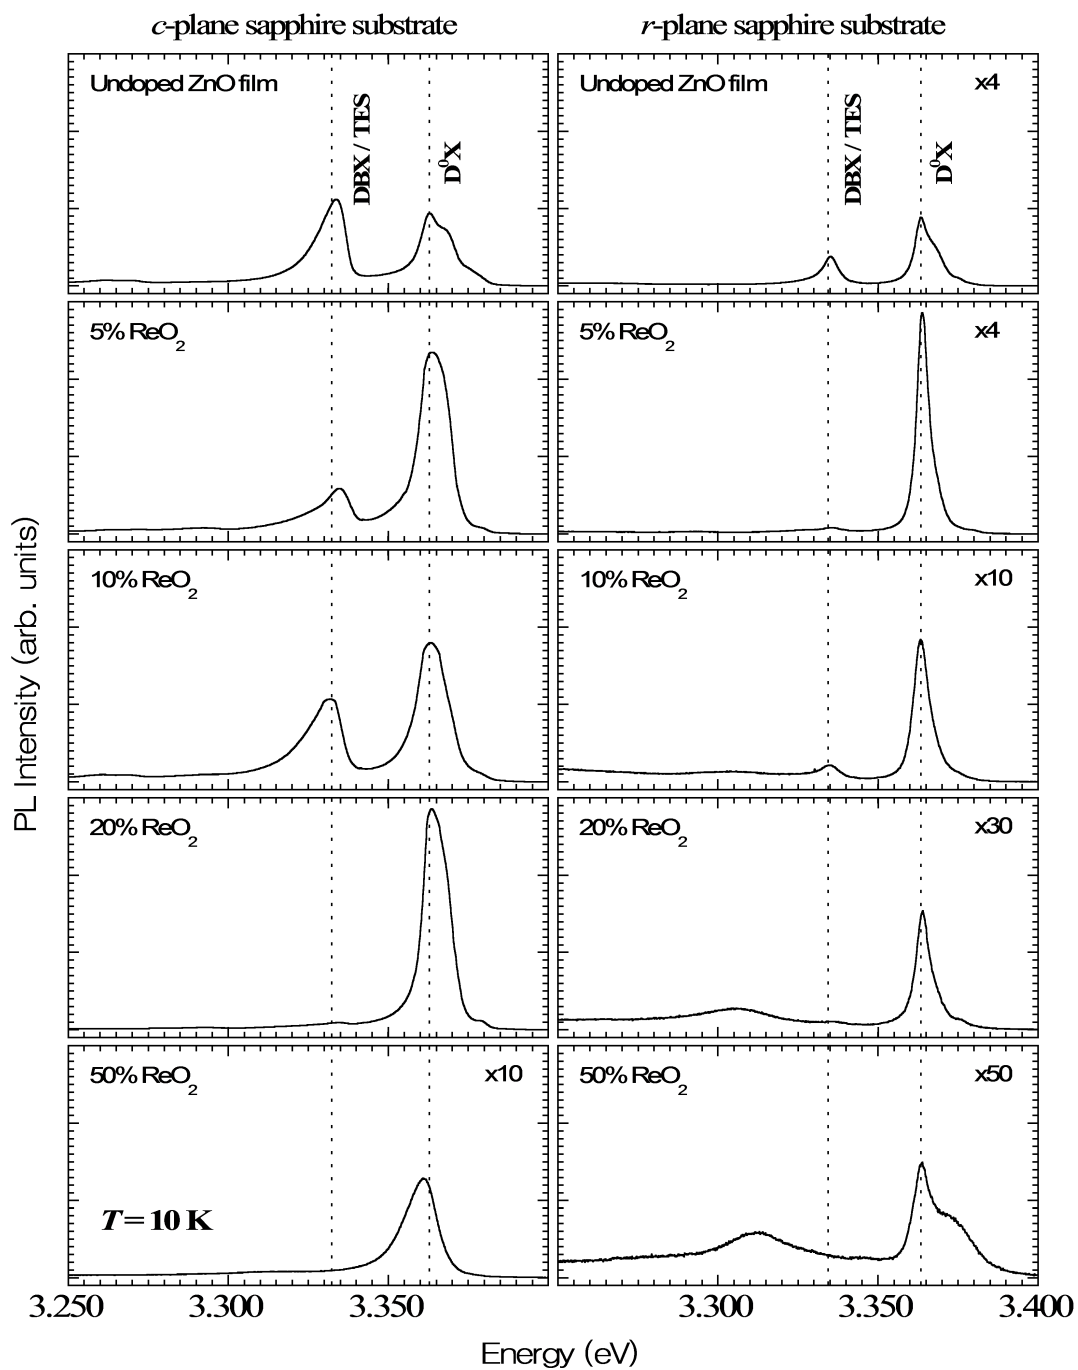 c-plane sapphire substrate
r-plane sapphire substrate
Undoped ZnO film
DBX / TES
D⁰X
Undoped ZnO film
x4
DBX / TES
D⁰X
5% ReO₂
5% ReO₂
x4
10% ReO₂
10% ReO₂
x10
20% ReO₂
20% ReO₂
x30
50% ReO₂
x10
T = 10 K
50% ReO₂
x50
PL Intensity (arb. units)
3.250 3.300 3.350 3.300 3.350 3.400
Energy (eV)